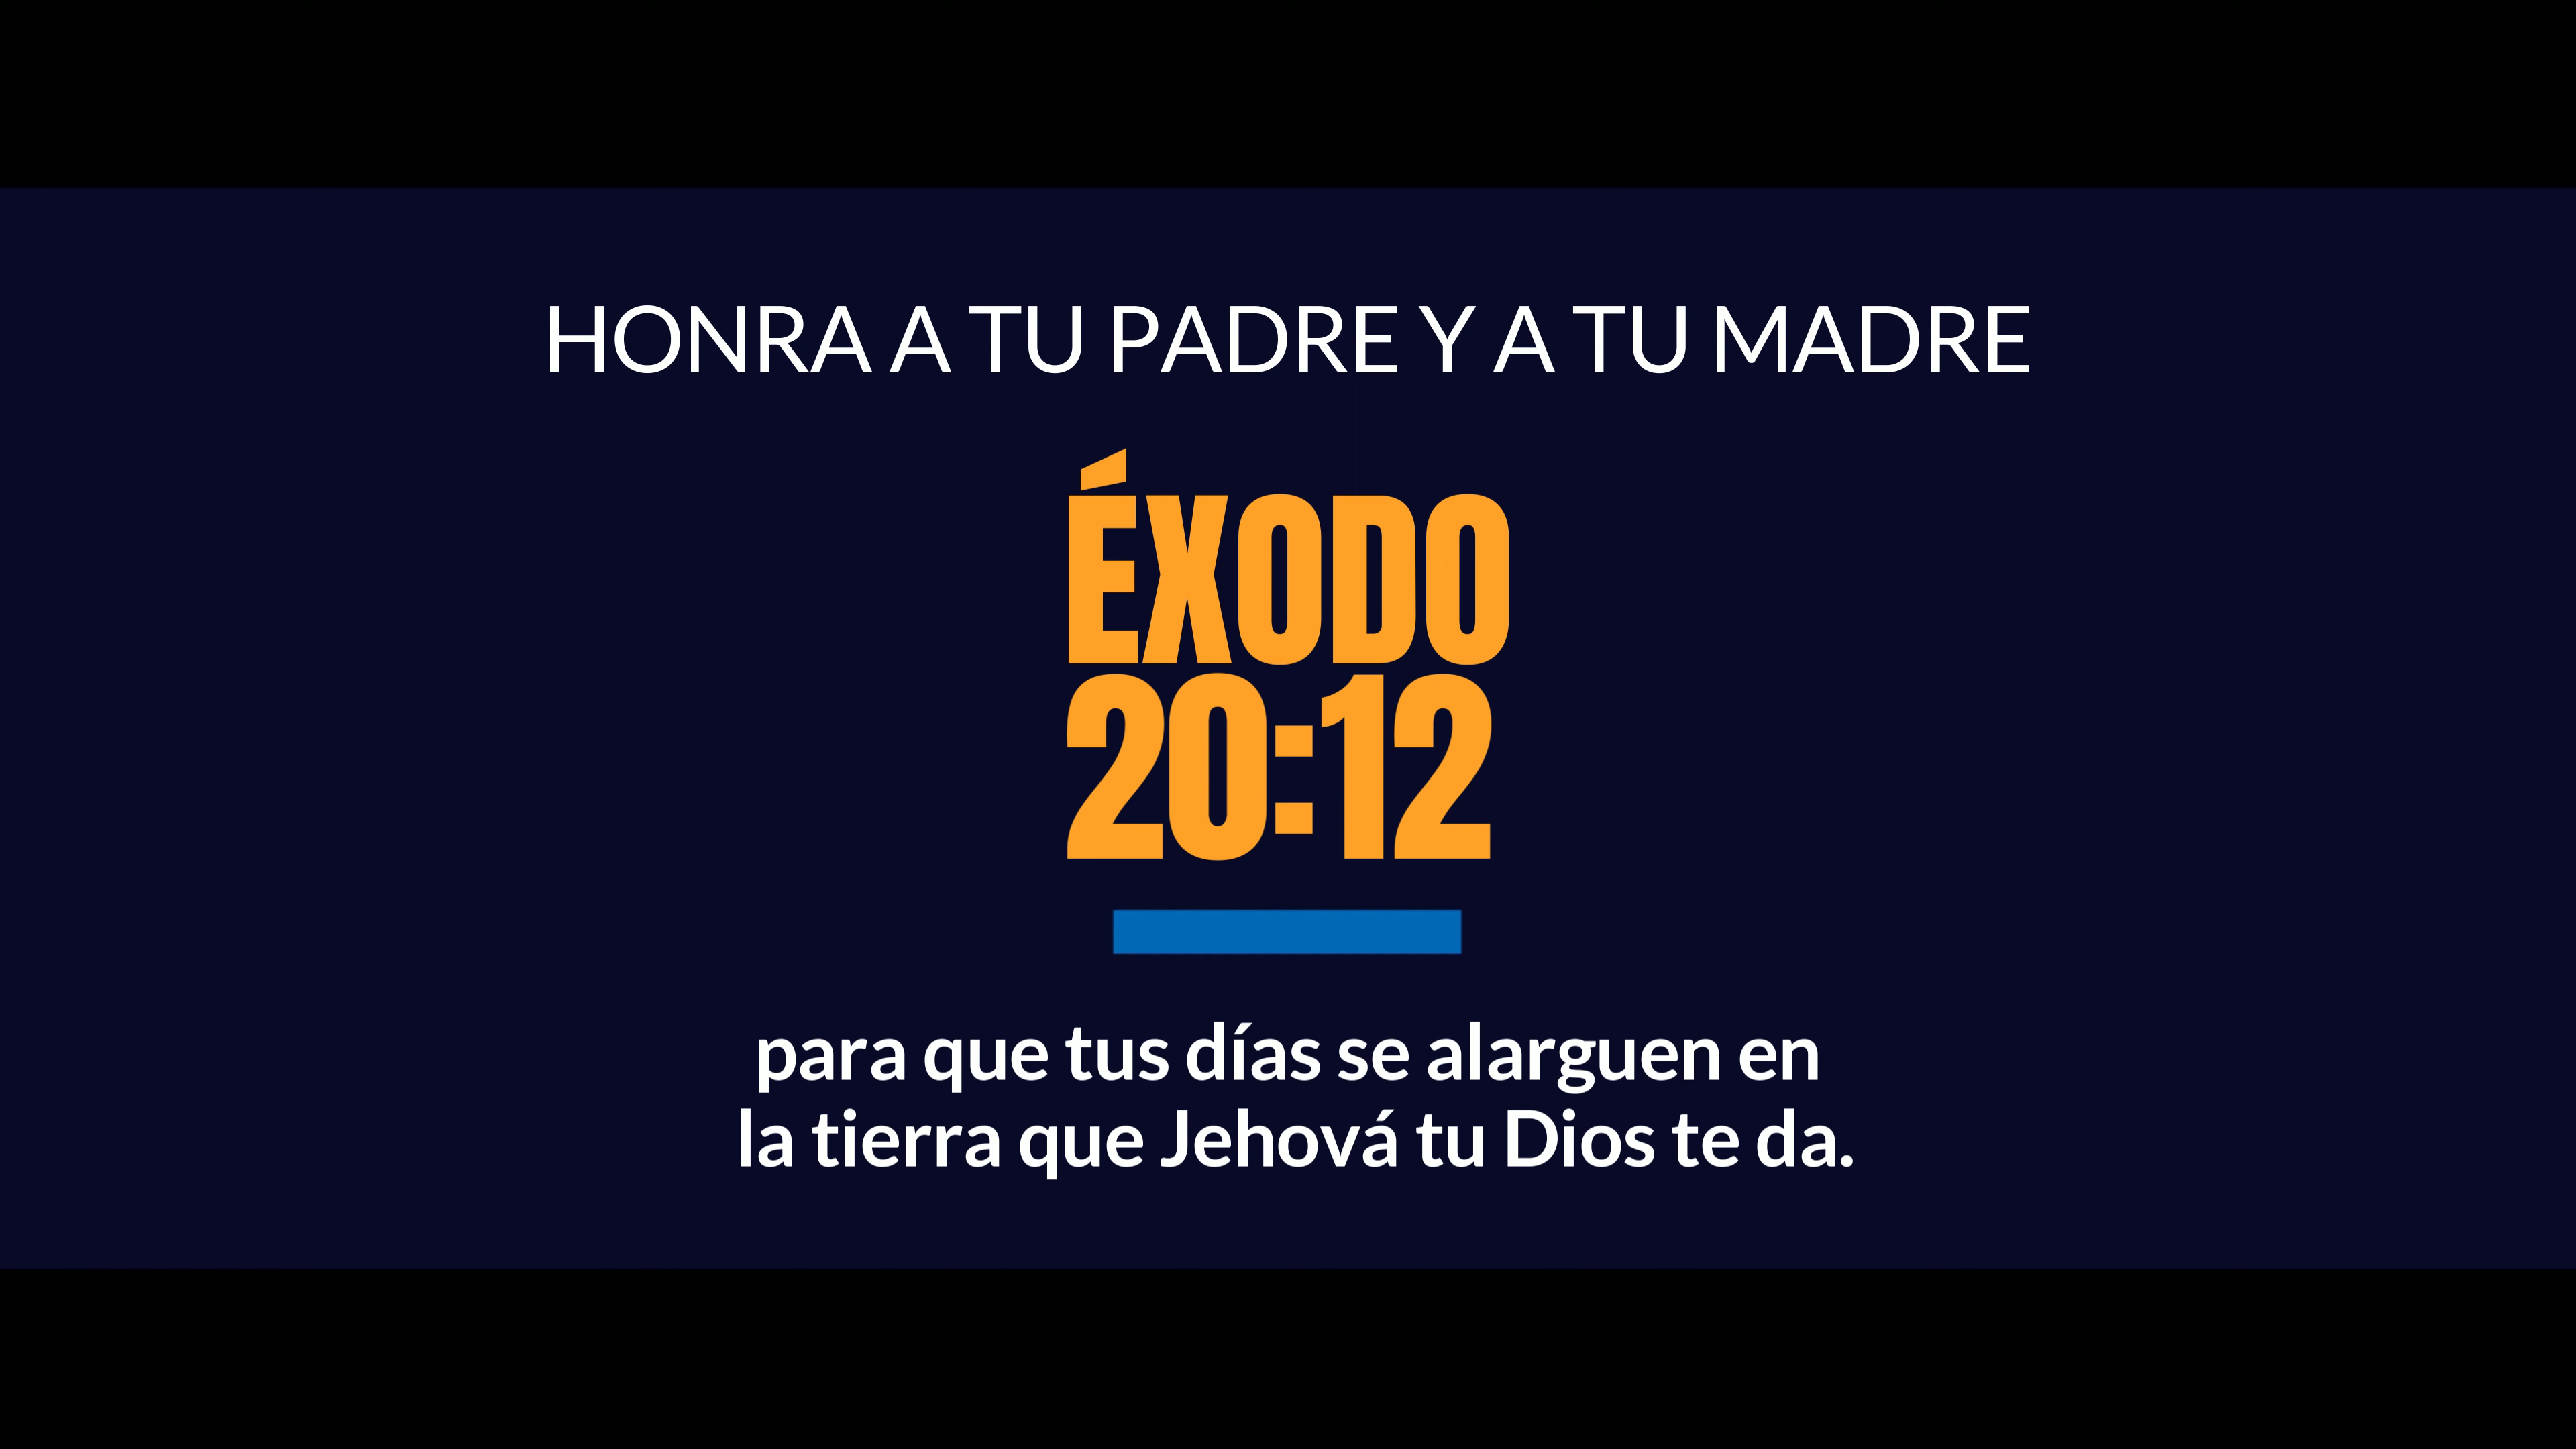 HONRA A TU PADRE Y A TU MADRE
ÉXODO
20:12
para que tus días se alarguen en
la tierra que Jehová tu Dios te da.